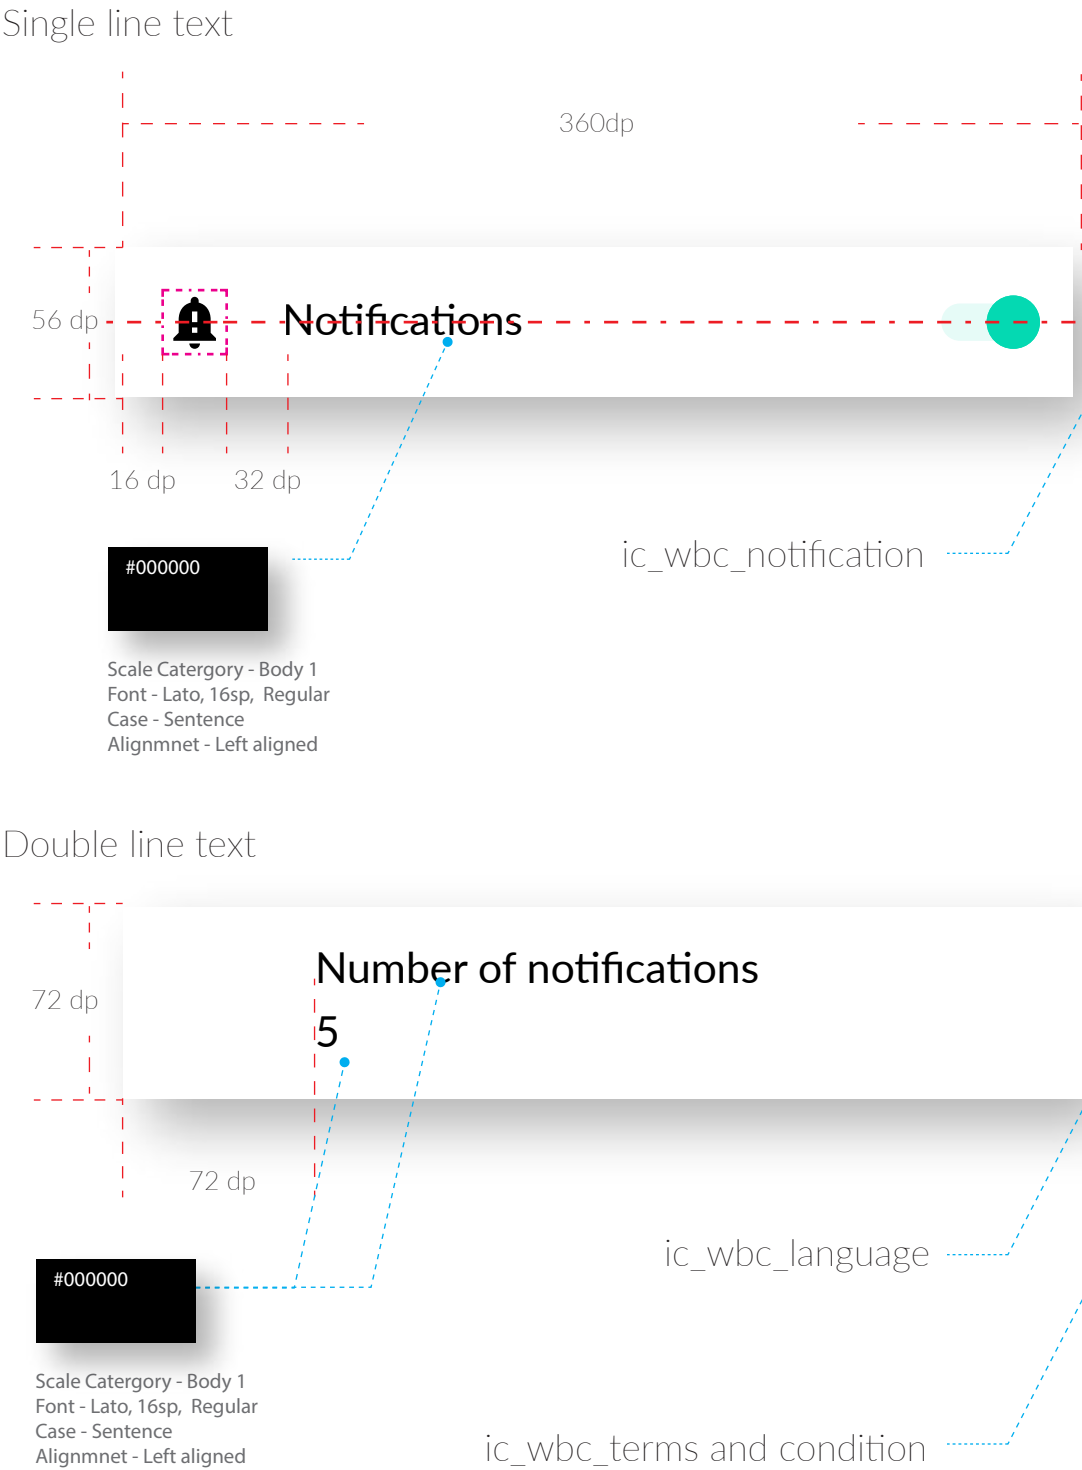 Single line text
360dp
56 dp
Notifications
16 dp
32 dp
ic_wbc_notification
#000000
Scale Catergory - Body 1
Font - Lato, 16sp,  Regular
Case - Sentence
Alignmnet - Left aligned
Double line text
Number of notifications
72 dp
5
72 dp
ic_wbc_language
#000000
Scale Catergory - Body 1
Font - Lato, 16sp,  Regular
Case - Sentence
Alignmnet - Left aligned
ic_wbc_terms and condition